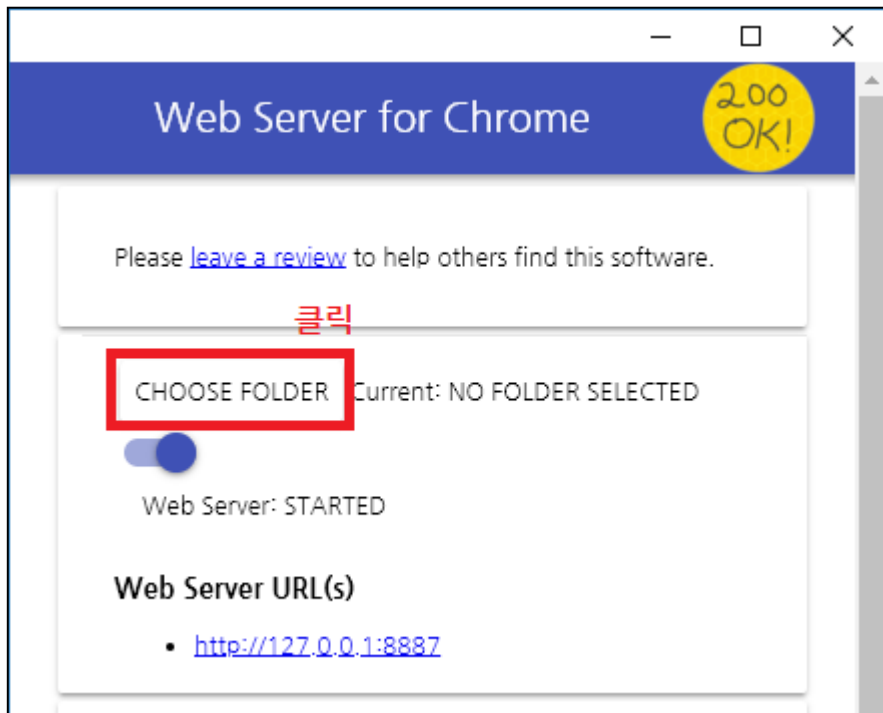 Web Server for Chrome
200
OK!
Please leave a review to help others find this software.
클릭
CHOOSE FOLDER Current: NO FOLDER SELECTED
Web Server: STARTED
Web Server URL(s)
• http://127.0.0.1:8887